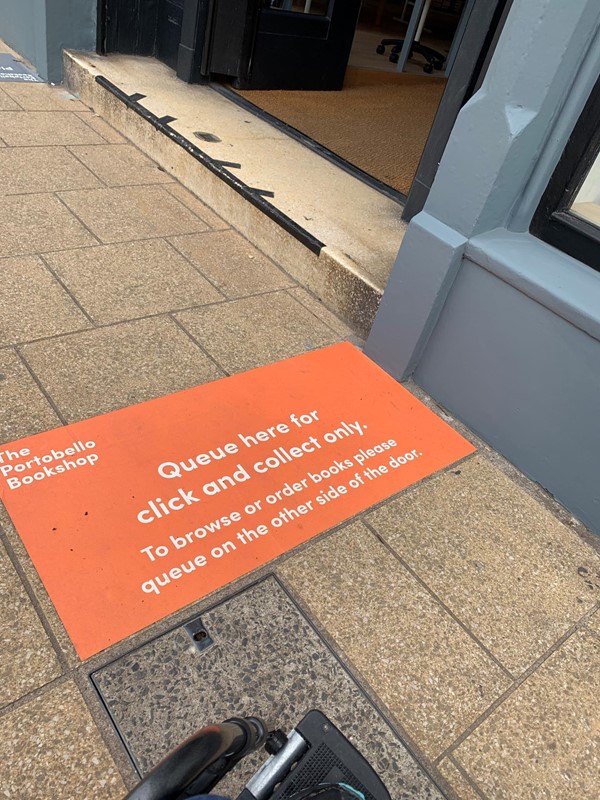 The
Portobello
Bookshop
Queue here for
click and collect only.
To browse or order books please
queue on the other side of the door.